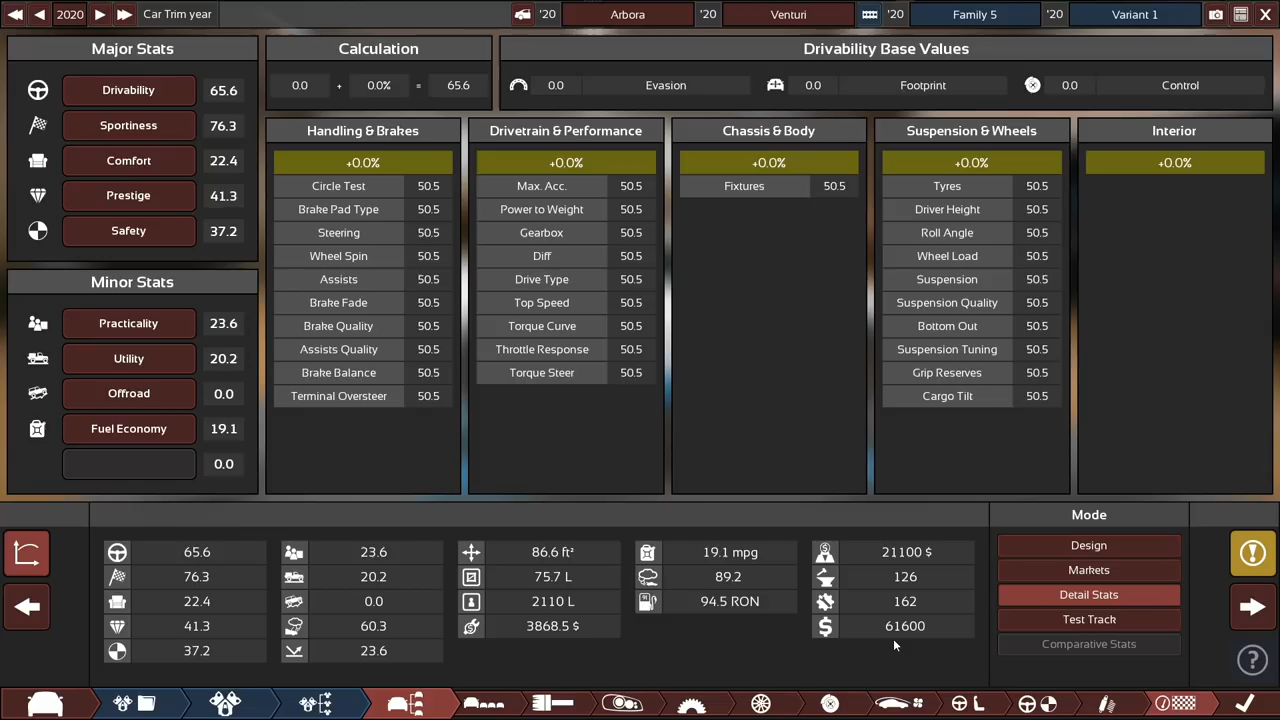 2020 Car Trim year '20 Arbora '20 Venturi '20 Family 5 '20 Variant 1
Major Stats
Drivability 65.6
Sportiness 76.3
Comfort 22.4
Prestige 41.3
Safety 37.2
Minor Stats
Practicality 23.6
Utility 20.2
Offroad 0.0
Fuel Economy 19.1
0.0
Calculation
0.0 + 0.0% = 65.6
Drivability Base Values
0.0 Evasion 0.0 Footprint 0.0 Control
Handling & Brakes
+0.0%
Circle Test 50.5
Brake Pad Type 50.5
Steering 50.5
Wheel Spin 50.5
Assists 50.5
Brake Fade 50.5
Brake Quality 50.5
Assists Quality 50.5
Brake Balance 50.5
Terminal Oversteer 50.5
Drivetrain & Performance
+0.0%
Max. Acc. 50.5
Power to Weight 50.5
Gearbox 50.5
Diff 50.5
Drive Type 50.5
Top Speed 50.5
Torque Curve 50.5
Throttle Response 50.5
Torque Steer 50.5
Chassis & Body
+0.0%
Fixtures 50.5
Suspension & Wheels
+0.0%
Tyres 50.5
Driver Height 50.5
Roll Angle 50.5
Wheel Load 50.5
Suspension 50.5
Suspension Quality 50.5
Bottom Out 50.5
Suspension Tuning 50.5
Grip Reserves 50.5
Cargo Tilt 50.5
Interior
+0.0%
65.6
76.3
22.4
41.3
37.2
23.6
20.2
0.0
60.3
23.6
86.6 ft²
75.7 L
2110 L
3868.5 $
19.1 mpg
89.2
94.5 RON
21100 $
126
162
61600
Mode
Design
Markets
Detail Stats
Test Track
Comparative Stats